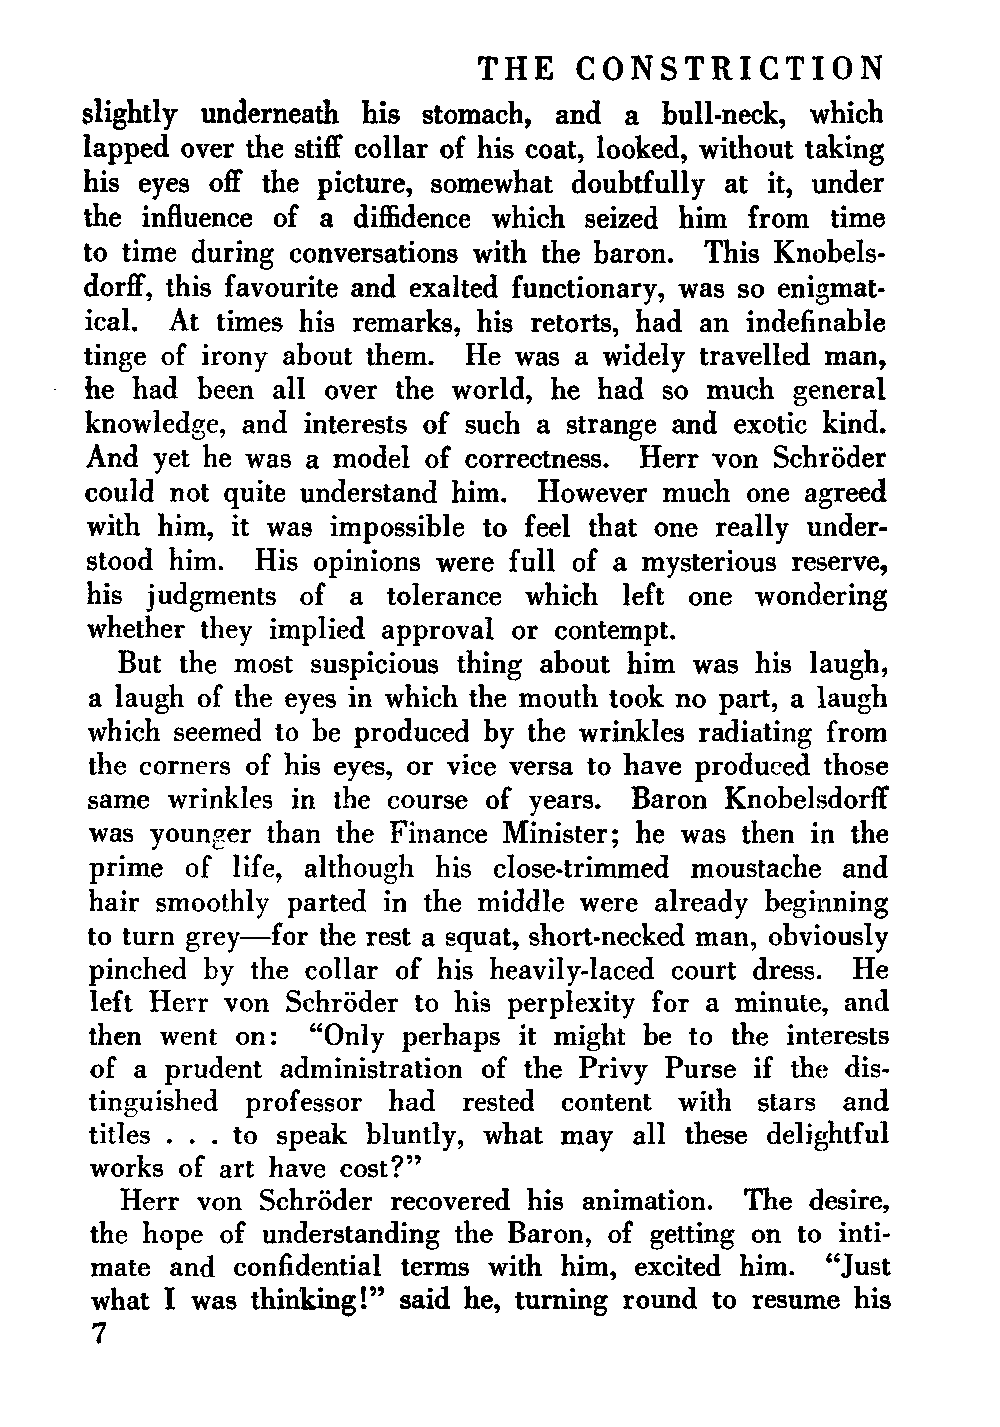 THE CONSTRICTION
slightly underneath his stomach, and a bull-neck, which
lapped over the stiff collar of his coat, looked, without taking
his eyes off the picture, somewhat doubtfully at it, under
the influence of a diffidence which seized him from time
to time during conversations with the baron. This Knobels-
dorff, this favourite and exalted functionary, was so enigmat-
ical. At times his remarks, his retorts, had an indefinable
tinge of irony about them. He was a widely travelled man,
he had been all over the world, he had so much general
knowledge, and interests of such a strange and exotic kind.
And yet he was a model of correctness. Herr von Schröder
could not quite understand him. However much one agreed
with him, it was impossible to feel that one really under-
stood him. His opinions were full of a mysterious reserve,
his judgments of a tolerance which left one wondering
whether they implied approval or contempt.
But the most suspicious thing about him was his laugh,
a laugh of the eyes in which the mouth took no part, a laugh
which seemed to be produced by the wrinkles radiating from
the corners of his eyes, or vice versa to have produced those
same wrinkles in the course of years. Baron Knobelsdorff
was younger than the Finance Minister; he was then in the
prime of life, although his close-trimmed moustache and
hair smoothly parted in the middle were already beginning
to turn grey—for the rest a squat, short-necked man, obviously
pinched by the collar of his heavily-laced court dress. He
left Herr von Schröder to his perplexity for a minute, and
then went on: "Only perhaps it might be to the interests
of a prudent administration of the Privy Purse if the dis-
tinguished professor had rested content with stars and
titles . . . to speak bluntly, what may all these delightful
works of art have cost?"
Herr von Schröder recovered his animation. The desire,
the hope of understanding the Baron, of getting on to inti-
mate and confidential terms with him, excited him. "Just
what I was thinking!" said he, turning round to resume his
7